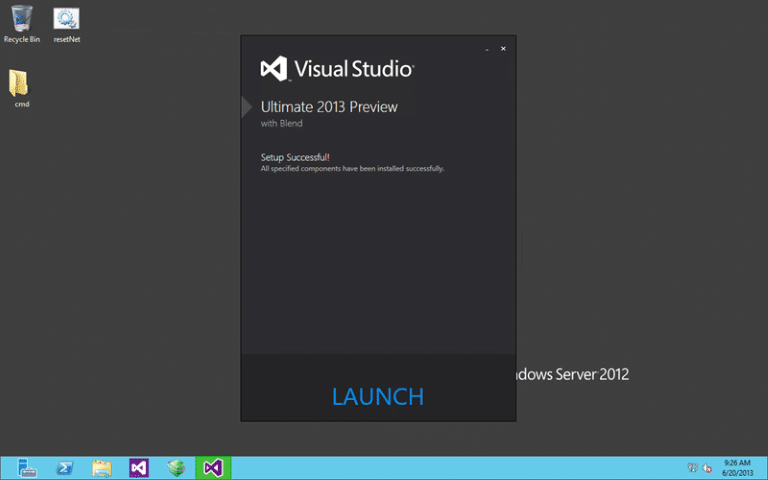 Recycle Bin
resetNet
cmd
Visual Studio
Ultimate 2013 Preview
with Blend
Setup Successful!
All specified components have been installed successfully.
LAUNCH
ndows Server 2012
9:26 AM
6/20/2013